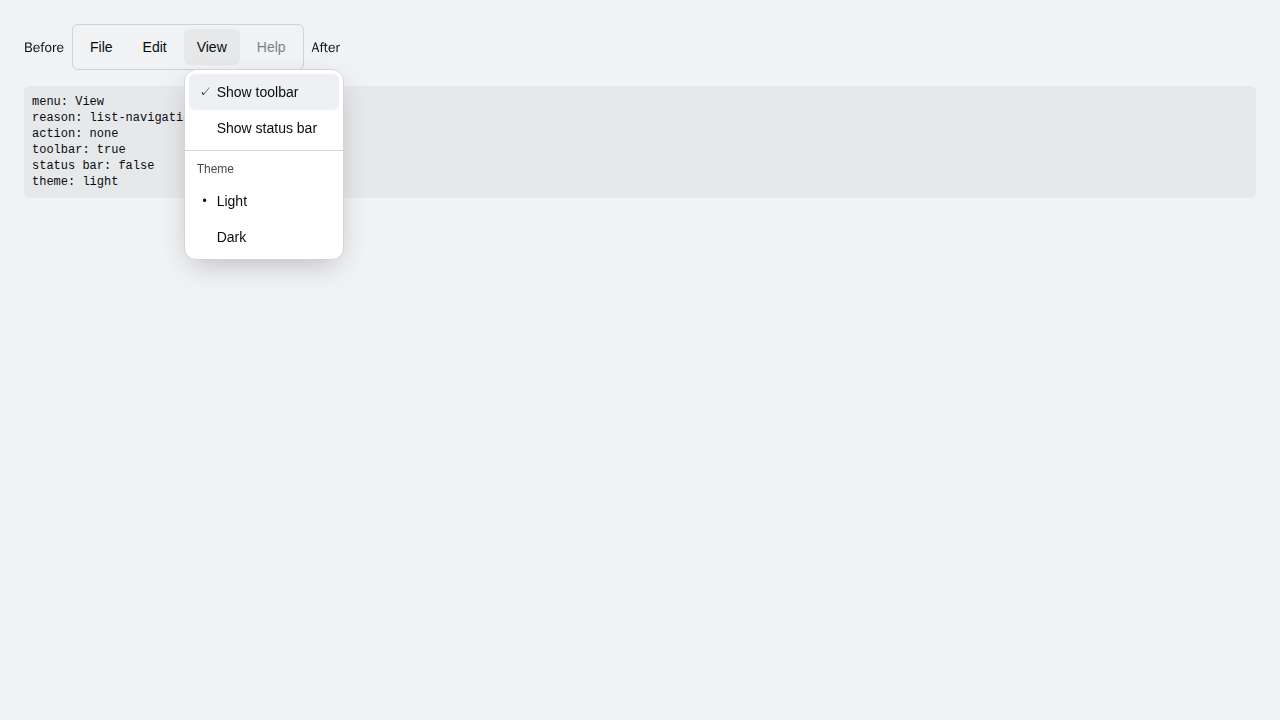 Before File Edit View Help After
✓ Show toolbar
Show status bar
Theme
• Light
Dark
menu: View
reason: list-navigati
action: none
toolbar: true
status bar: false
theme: light